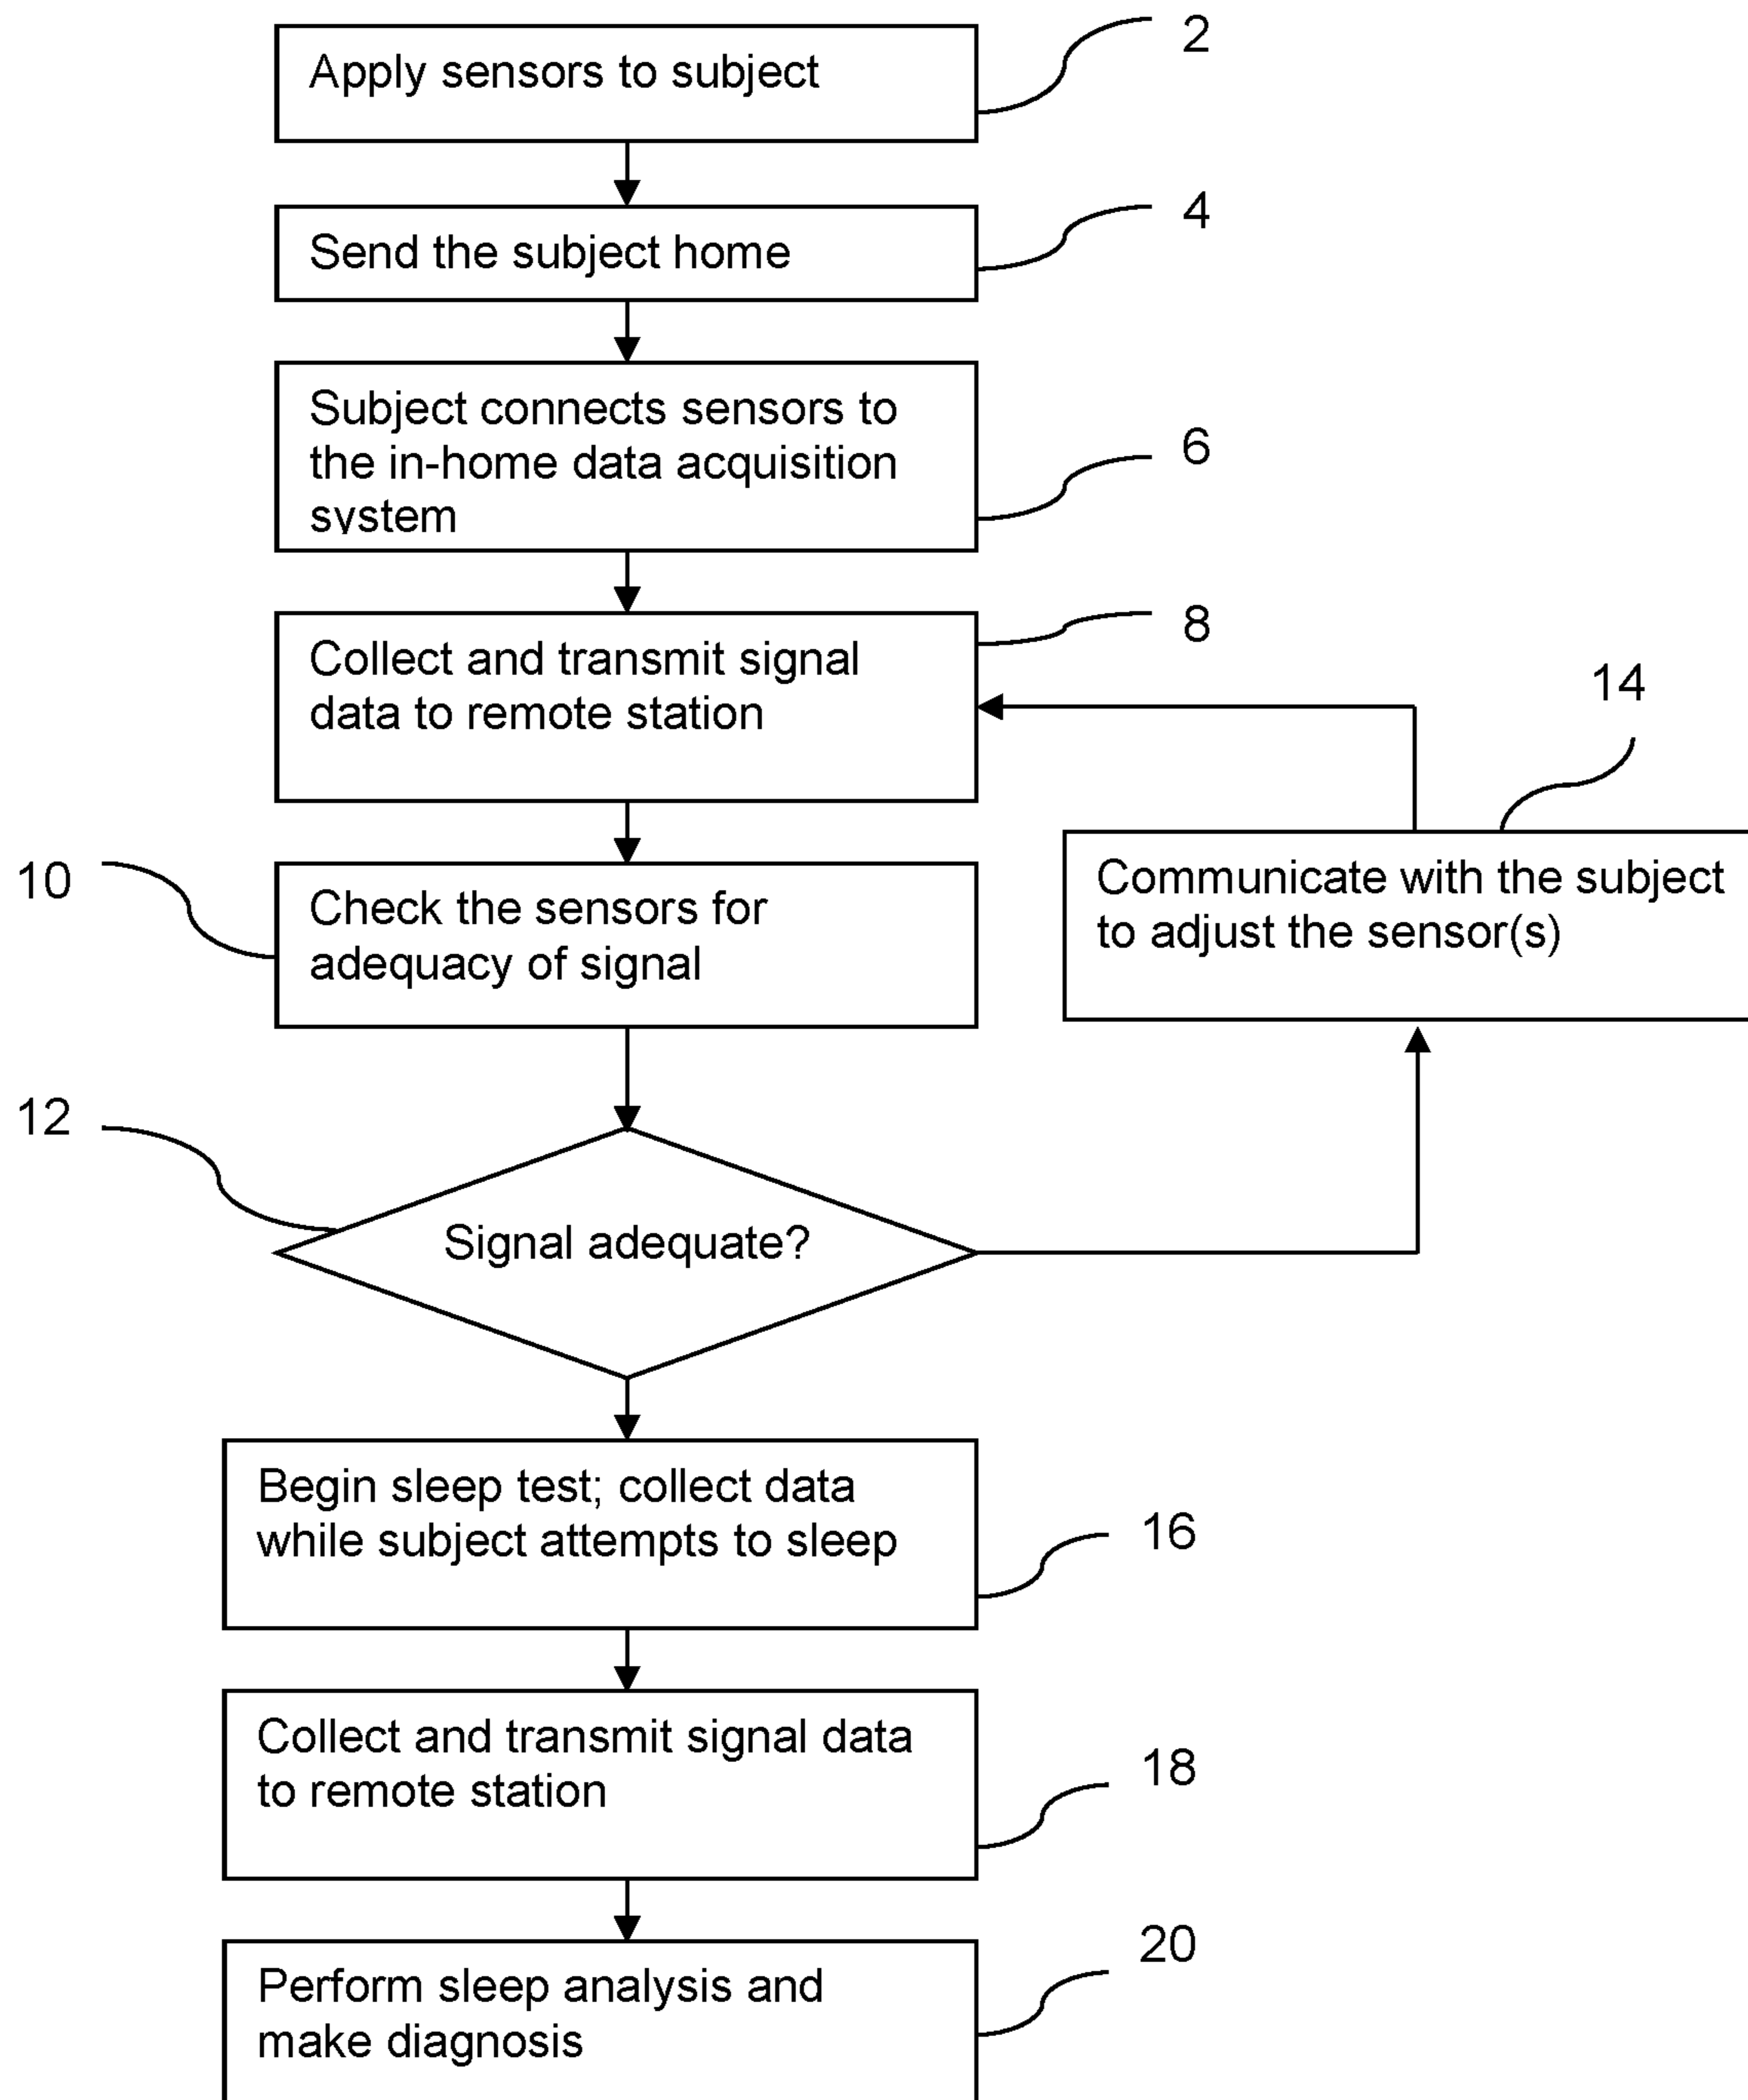 Apply sensors to subject
2
Send the subject home
4
Subject connects sensors to
the in-home data acquisition
system
6
Collect and transmit signal
data to remote station
8
14
Communicate with the subject
to adjust the sensor(s)
10
Check the sensors for
adequacy of signal
12
Signal adequate?
Begin sleep test; collect data
while subject attempts to sleep
16
Collect and transmit signal data
to remote station
18
Perform sleep analysis and
make diagnosis
20